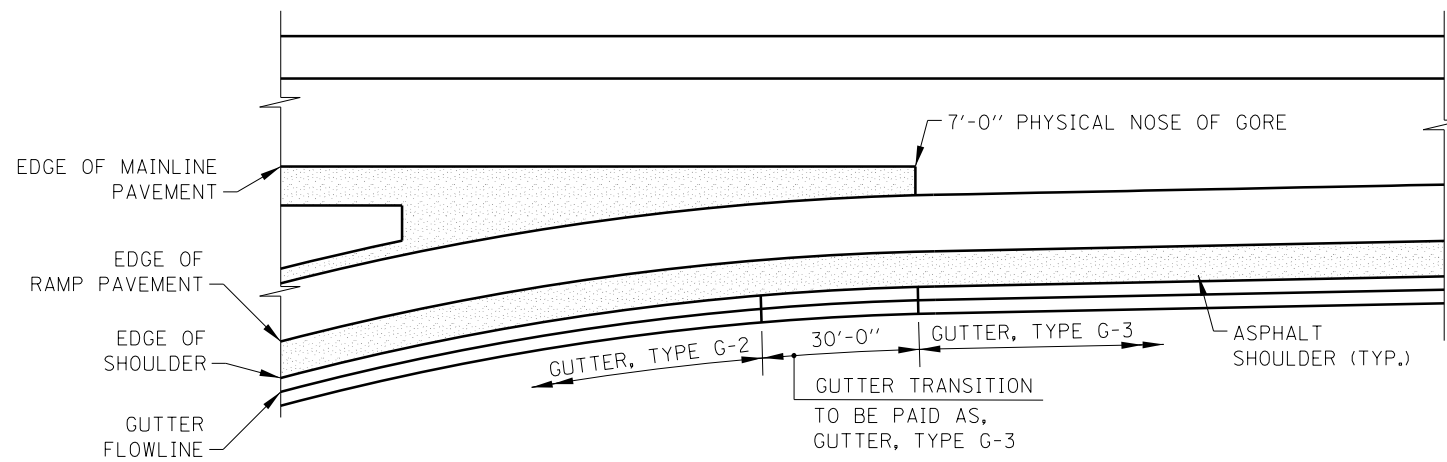 7'-0" PHYSICAL NOSE OF GORE
EDGE OF MAINLINE
PAVEMENT
EDGE OF
RAMP PAVEMENT
EDGE OF
SHOULDER
GUTTER
FLOWLINE
GUTTER, TYPE G-2
30'-0"
GUTTER, TYPE G-3
GUTTER TRANSITION
TO BE PAID AS,
GUTTER, TYPE G-3
ASPHALT
SHOULDER (TYP.)